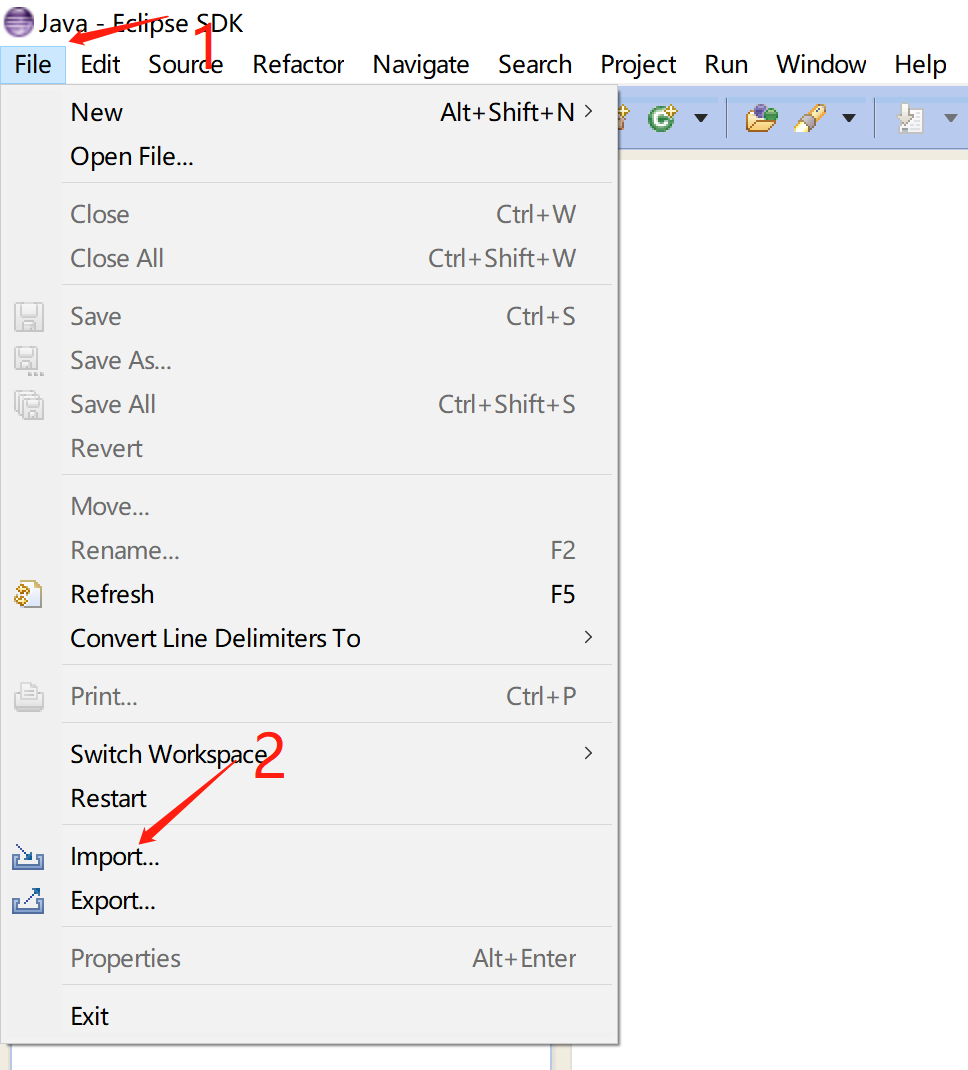 Java - Eclipse SDK
1
File Edit Source Refactor Navigate Search Project Run Window Help
New Alt+Shift+N
Open File...
Close Ctrl+W
Close All Ctrl+Shift+W
Save Ctrl+S
Save As...
Save All Ctrl+Shift+S
Revert
Move...
Rename... F2
Refresh F5
Convert Line Delimiters To
Print... Ctrl+P
Switch Workspace
2
Restart
Import...
Export...
Properties Alt+Enter
Exit